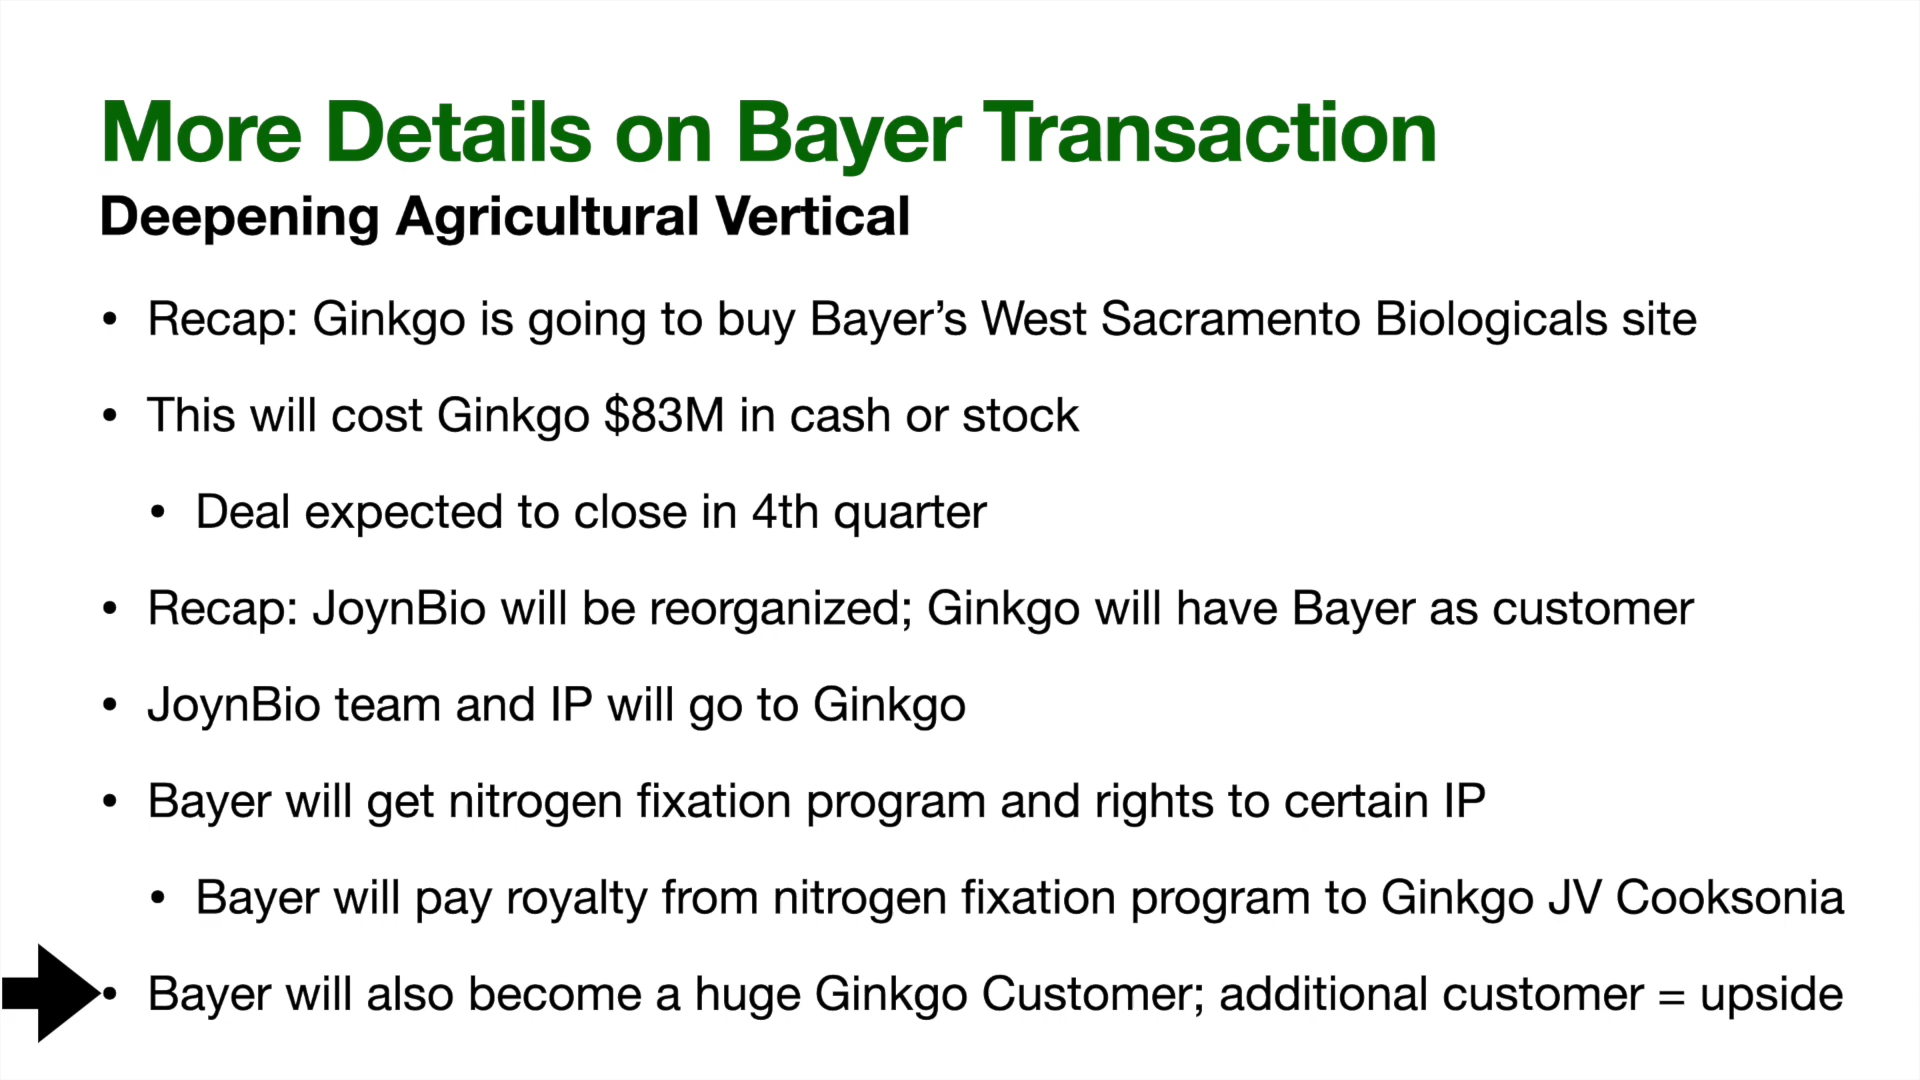 More Details on Bayer Transaction
Deepening Agricultural Vertical
• Recap: Ginkgo is going to buy Bayer’s West Sacramento Biologicals site
• This will cost Ginkgo $83M in cash or stock
• Deal expected to close in 4th quarter
• Recap: JoynBio will be reorganized; Ginkgo will have Bayer as customer
• JoynBio team and IP will go to Ginkgo
• Bayer will get nitrogen fixation program and rights to certain IP
• Bayer will pay royalty from nitrogen fixation program to Ginkgo JV Cooksonia
• Bayer will also become a huge Ginkgo Customer; additional customer = upside